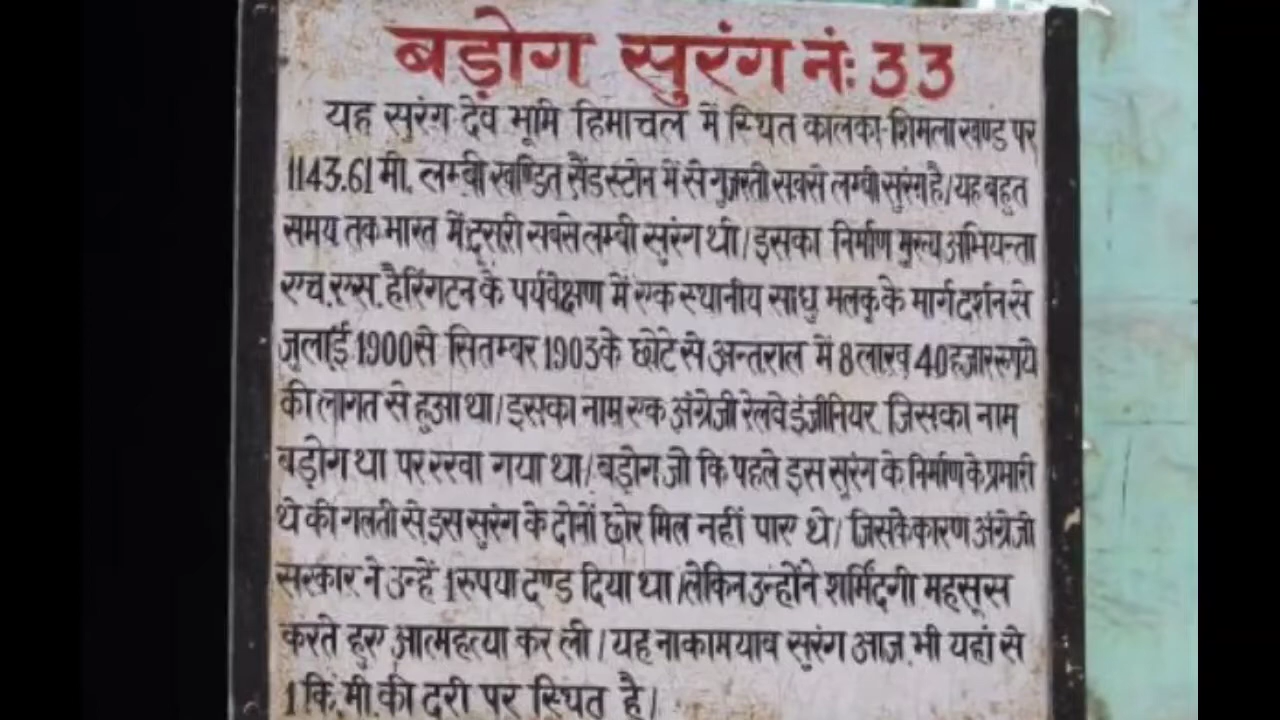 बड़ोग सुरंग नं: 33
यह सुरंग देव भूमि हिमाचल में स्थित कालका-शिमला खण्ड पर
1143.61 मी. लम्बी खण्डित सैंडस्टोन में से गुजरती सबसे लम्बी सुरंग है। यह बहुत
समय तक भारत में दूसरी सबसे लम्बी सुरंग थी। इसका निर्माण मुख्य अभियन्ता
एच.एस. हैरिंगटन के पर्यवेक्षण में एक स्थानीय साधु भलकु के मार्गदर्शन से
जुलाई 1900 से सितम्बर 1903 के छोटे से अन्तराल में 8 लाख 40 हजार रूपये
की लागत से हुआ था। इसका नाम एक अंग्रेजी रेलवे इंजीनियर जिसका नाम
बड़ोग था पर रखा गया था। बड़ोग जो कि पहले इस सुरंग के निर्माण के प्रभारी
थे की गलती से इस सुरंग के दोनों छोर मिल नहीं पाए थे। जिसके कारण अंग्रेजी
सरकार ने उन्हें 1 रुपया दण्ड दिया था। लेकिन उन्होंने शर्मिंदगी महसूस
करते हुए आत्महत्या कर ली। यह नाकामयाब सुरंग आज भी यहां से
1 कि.मी. की दूरी पर स्थित है।